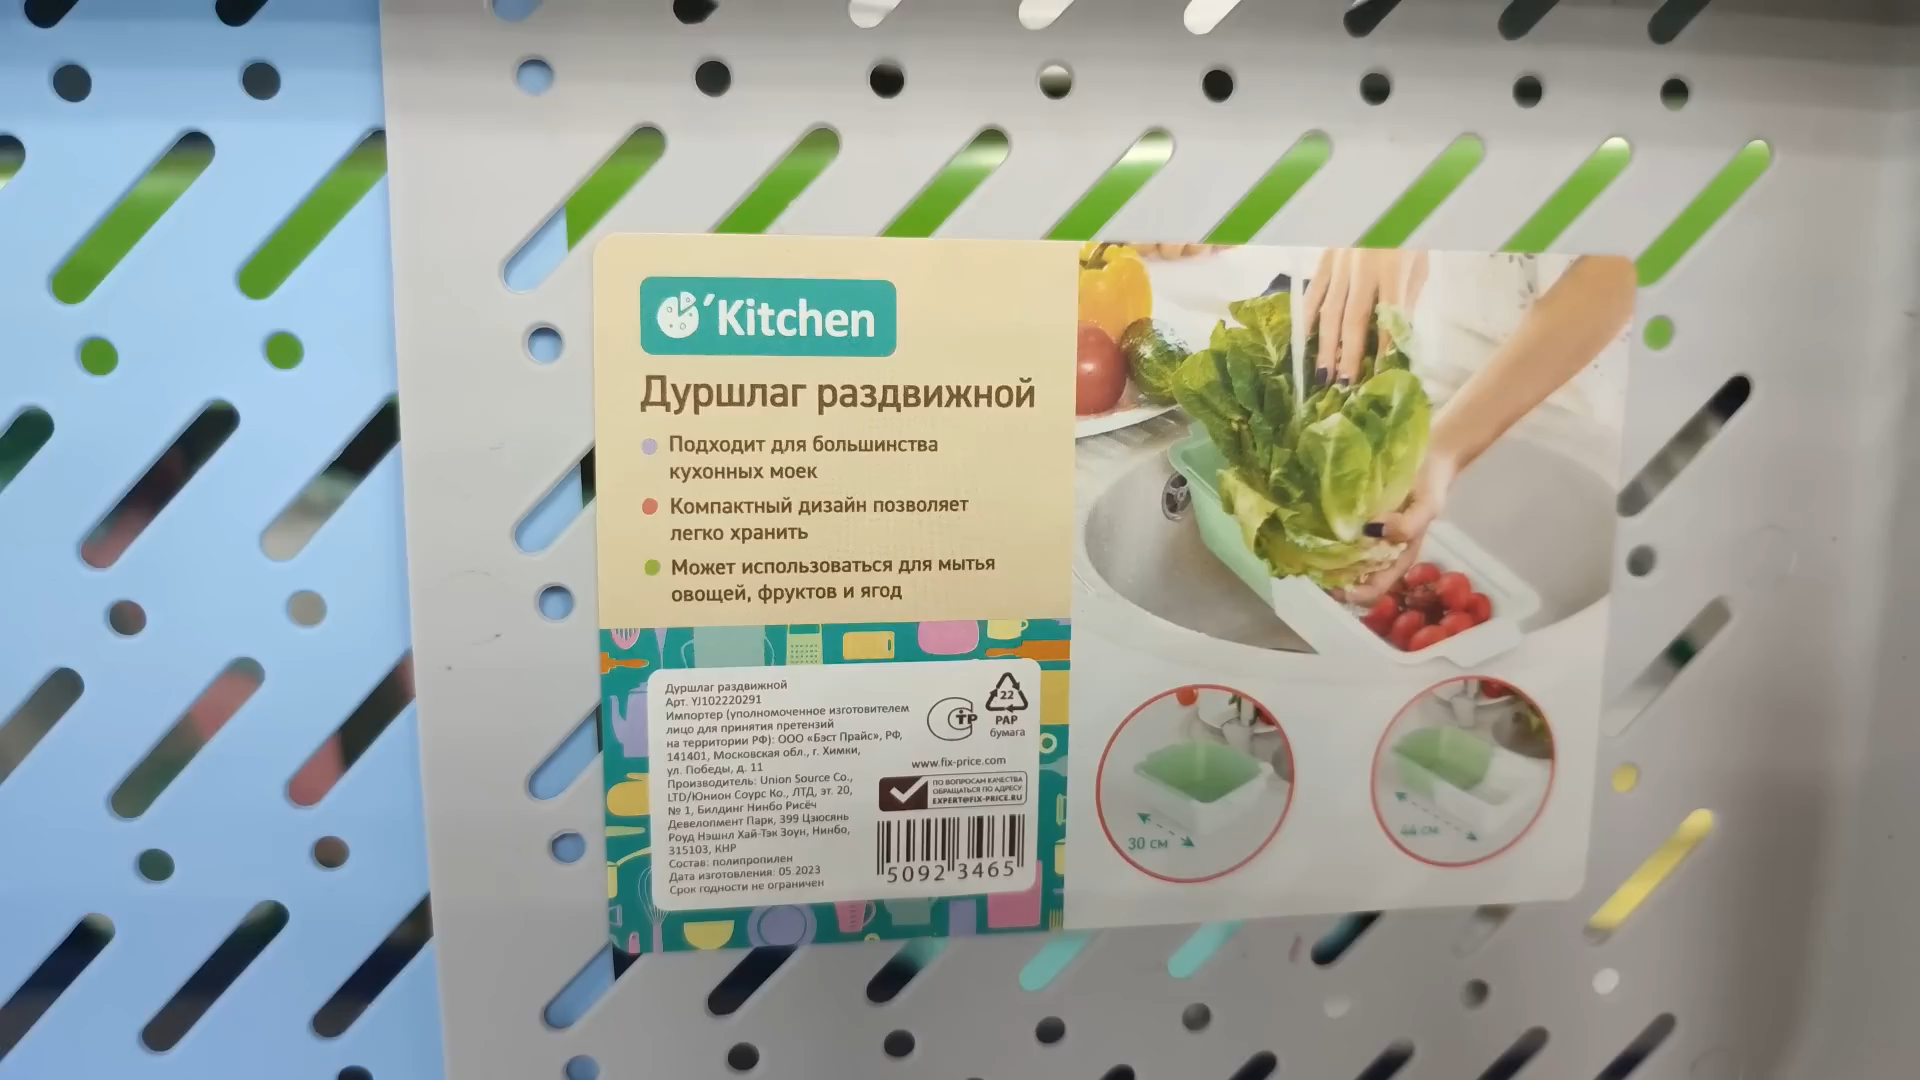 'Kitchen
Дуршлаг раздвижной
Подходит для большинства
кухонных моек
Компактный дизайн позволяет
легко хранить
Может использоваться для мытья
овощей, фруктов и ягод
Дуршлаг раздвижной
Арт. YJ102220291
Импортер (уполномоченное изготовителем
лицо для принятия претензий
на территории РФ): ООО «Бэст Прайс», РФ,
141401, Московская обл., г. Химки,
ул. Победы, д. 11
Производитель: Union Source Co.,
LTD/Юнион Соурс Ко., ЛТД, эт. 20,
№ 1, Билдинг Нинбо Рисёч
Девелопмент Парк, 399 Цзюсянь
Роуд Нэшнл Хай-Тэк Зоун, Нинбо,
315103, КНР
Состав: полипропилен
Дата изготовления: 05.2023
Срок годности не ограничен
СТР
22
PAP
бумага
www.fix-price.com
ПО ВОПРОСАМ КАЧЕСТВА
ОБРАЩАТЬСЯ ПО АДРЕСУ:
EXPERT@FIX-PRICE.RU
5092 3465
30 см
44 см